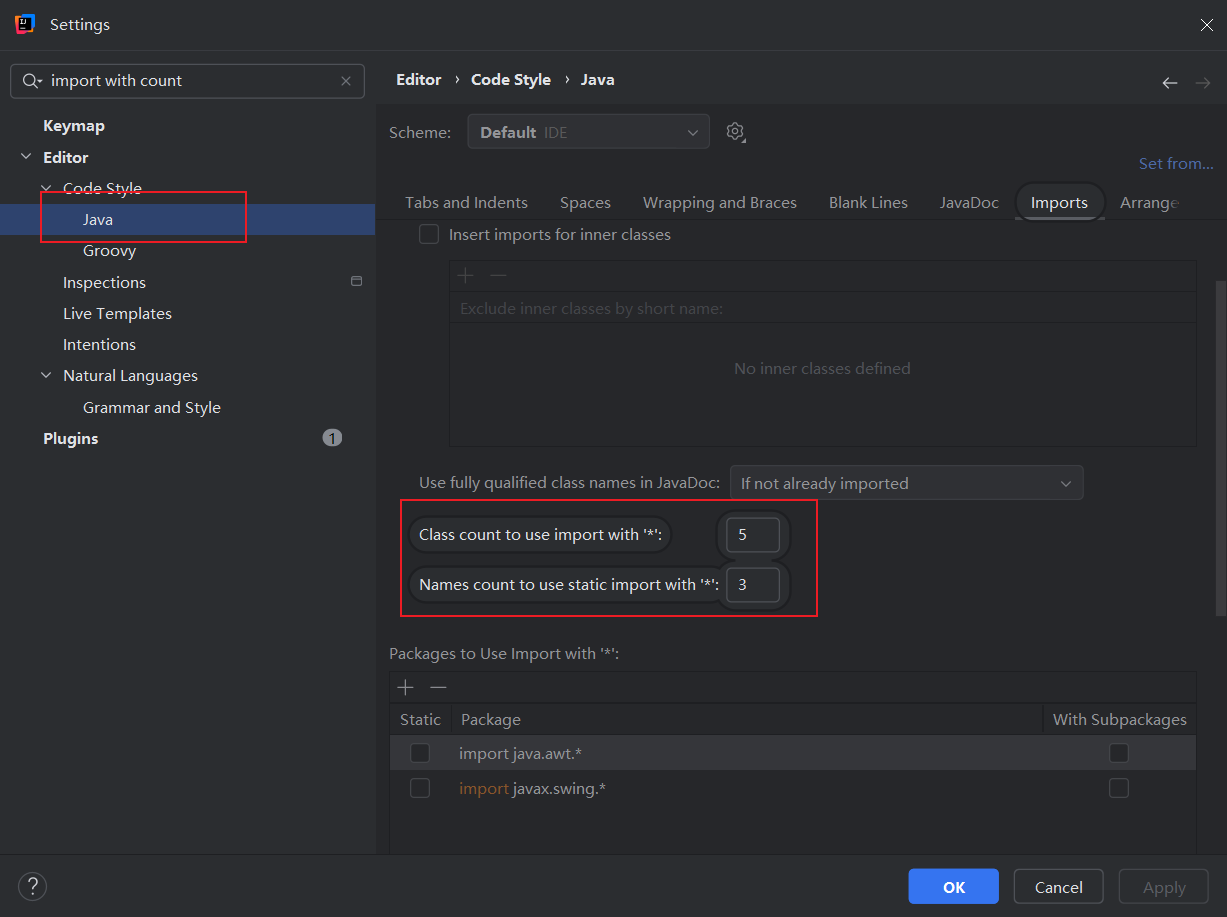 Settings
import with count
Keymap
Editor
Code Style
Java
Groovy
Inspections
Live Templates
Intentions
Natural Languages
Grammar and Style
Plugins 1
Editor › Code Style › Java
Scheme: Default IDE
Set from...
Tabs and Indents Spaces Wrapping and Braces Blank Lines JavaDoc Imports Arrange
Insert imports for inner classes
Exclude inner classes by short name:
No inner classes defined
Use fully qualified class names in JavaDoc: If not already imported
Class count to use import with '*': 5
Names count to use static import with '*': 3
Packages to Use Import with '*':
Static Package With Subpackages
import java.awt.*
import javax.swing.*
? OK Cancel Apply